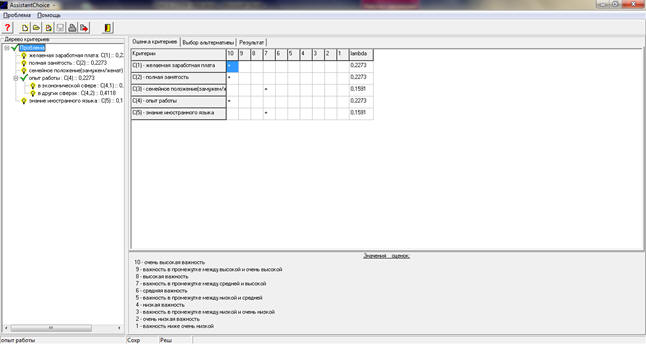 AssistantChoice -
Проблема Помощь
Дерево критериев
Проблема
желаемая заработная плата: C(1) : 0,2
полная занятость : C(2) : 0,2273
семейное положение(замужем/женат)
опыт работы : C(4) : 0,2273
в экономической сфере : C(4,1) : 0,
в других сферах : C(4,2) : 0,4118
знание иностранного языка : C(5) : 0,1
Оценка критериев Выбор альтернативы Результат
Критерии 10 9 8 7 6 5 4 3 2 1 lambda
C(1) - желаемая заработная плата + 0,2273
C(2) - полная занятость + 0,2273
C(3) - семейное положение(замужем/ж + 0,1591
C(4) - опыт работы + 0,2273
C(5) - знание иностранного языка + 0,1591
Значения оценок:
10 - очень высокая важность
9 - важность в промежутке между высокой и очень высокой
8 - высокая важность
7 - важность в промежутке между средней и высокой
6 - средняя важность
5 - важность в промежутке между низкой и средней
4 - низкая важность
3 - важность в промежутке между низкой и очень низкой
2 - очень низкая важность
1 - важность ниже очень низкой
опыт работы Сохр Реш